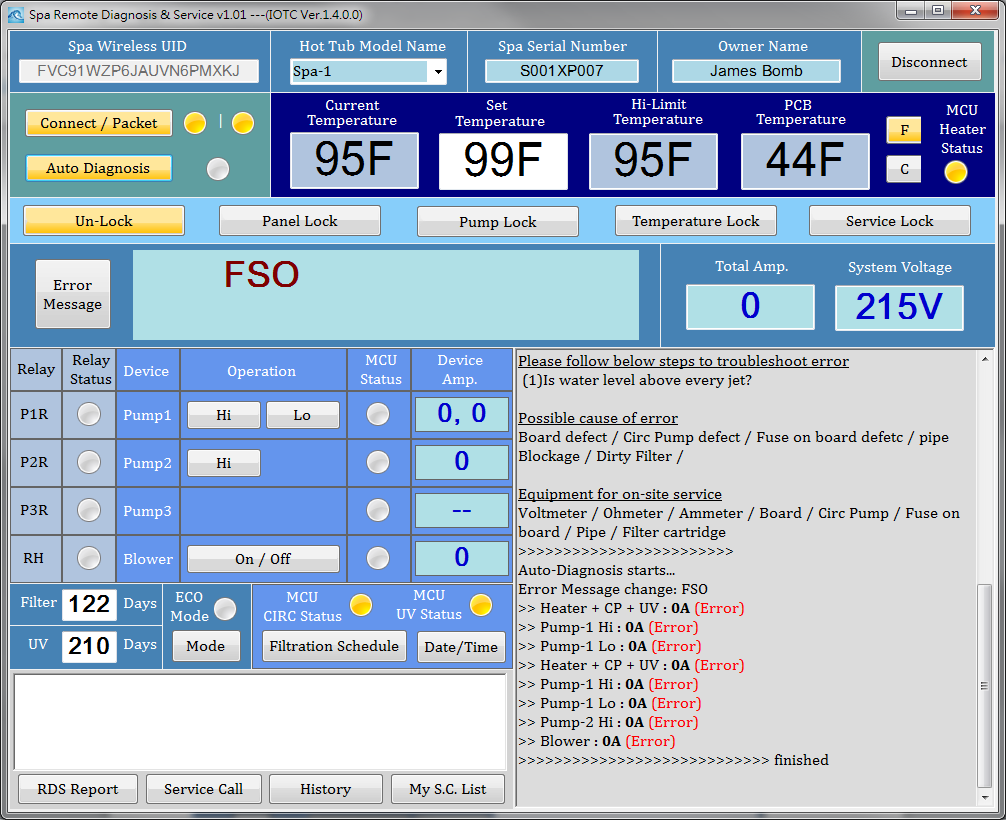 Spa Remote Diagnosis & Service v1.01 ---(IOTC Ver.1.4.0.0)
Spa Wireless UID
FVC91WZP6JAUVN6PMXKJ
Hot Tub Model Name
Spa-1
Spa Serial Number
S001XP007
Owner Name
James Bomb
Disconnect
Connect / Packet
|
Auto Diagnosis
Current
Temperature
95F
Set
Temperature
99F
Hi-Limit
Temperature
95F
PCB
Temperature
44F
F
C
MCU
Heater
Status
Un-Lock
Panel Lock
Pump Lock
Temperature Lock
Service Lock
Error
Message
FSO
Total Amp.
0
System Voltage
215V
Relay
Relay
Status
Device
Operation
MCU
Status
Device
Amp.
P1R
Pump1
Hi
Lo
0, 0
P2R
Pump2
Hi
0
P3R
Pump3
--
RH
Blower
On / Off
0
Filter
122
Days
UV
210
Days
ECO
Mode
Mode
MCU
CIRC Status
MCU
UV Status
Filtration Schedule
Date/Time
RDS Report
Service Call
History
My S.C. List
Please follow below steps to troubleshoot error
(1)Is water level above every jet?
Possible cause of error
Board defect / Circ Pump defect / Fuse on board defetc / pipe
Blockage / Dirty Filter /
Equipment for on-site service
Voltmeter / Ohmeter / Ammeter / Board / Circ Pump / Fuse on
board / Pipe / Filter cartridge
>>>>>>>>>>>>>>>>>>>>>>>>
Auto-Diagnosis starts...
Error Message change: FSO
>> Heater + CP + UV : 0A (Error)
>> Pump-1 Hi : 0A (Error)
>> Pump-1 Lo : 0A (Error)
>> Heater + CP + UV : 0A (Error)
>> Pump-1 Hi : 0A (Error)
>> Pump-1 Lo : 0A (Error)
>> Pump-2 Hi : 0A (Error)
>> Blower : 0A (Error)
>>>>>>>>>>>>>>>>>>>>>>>>>>>> finished